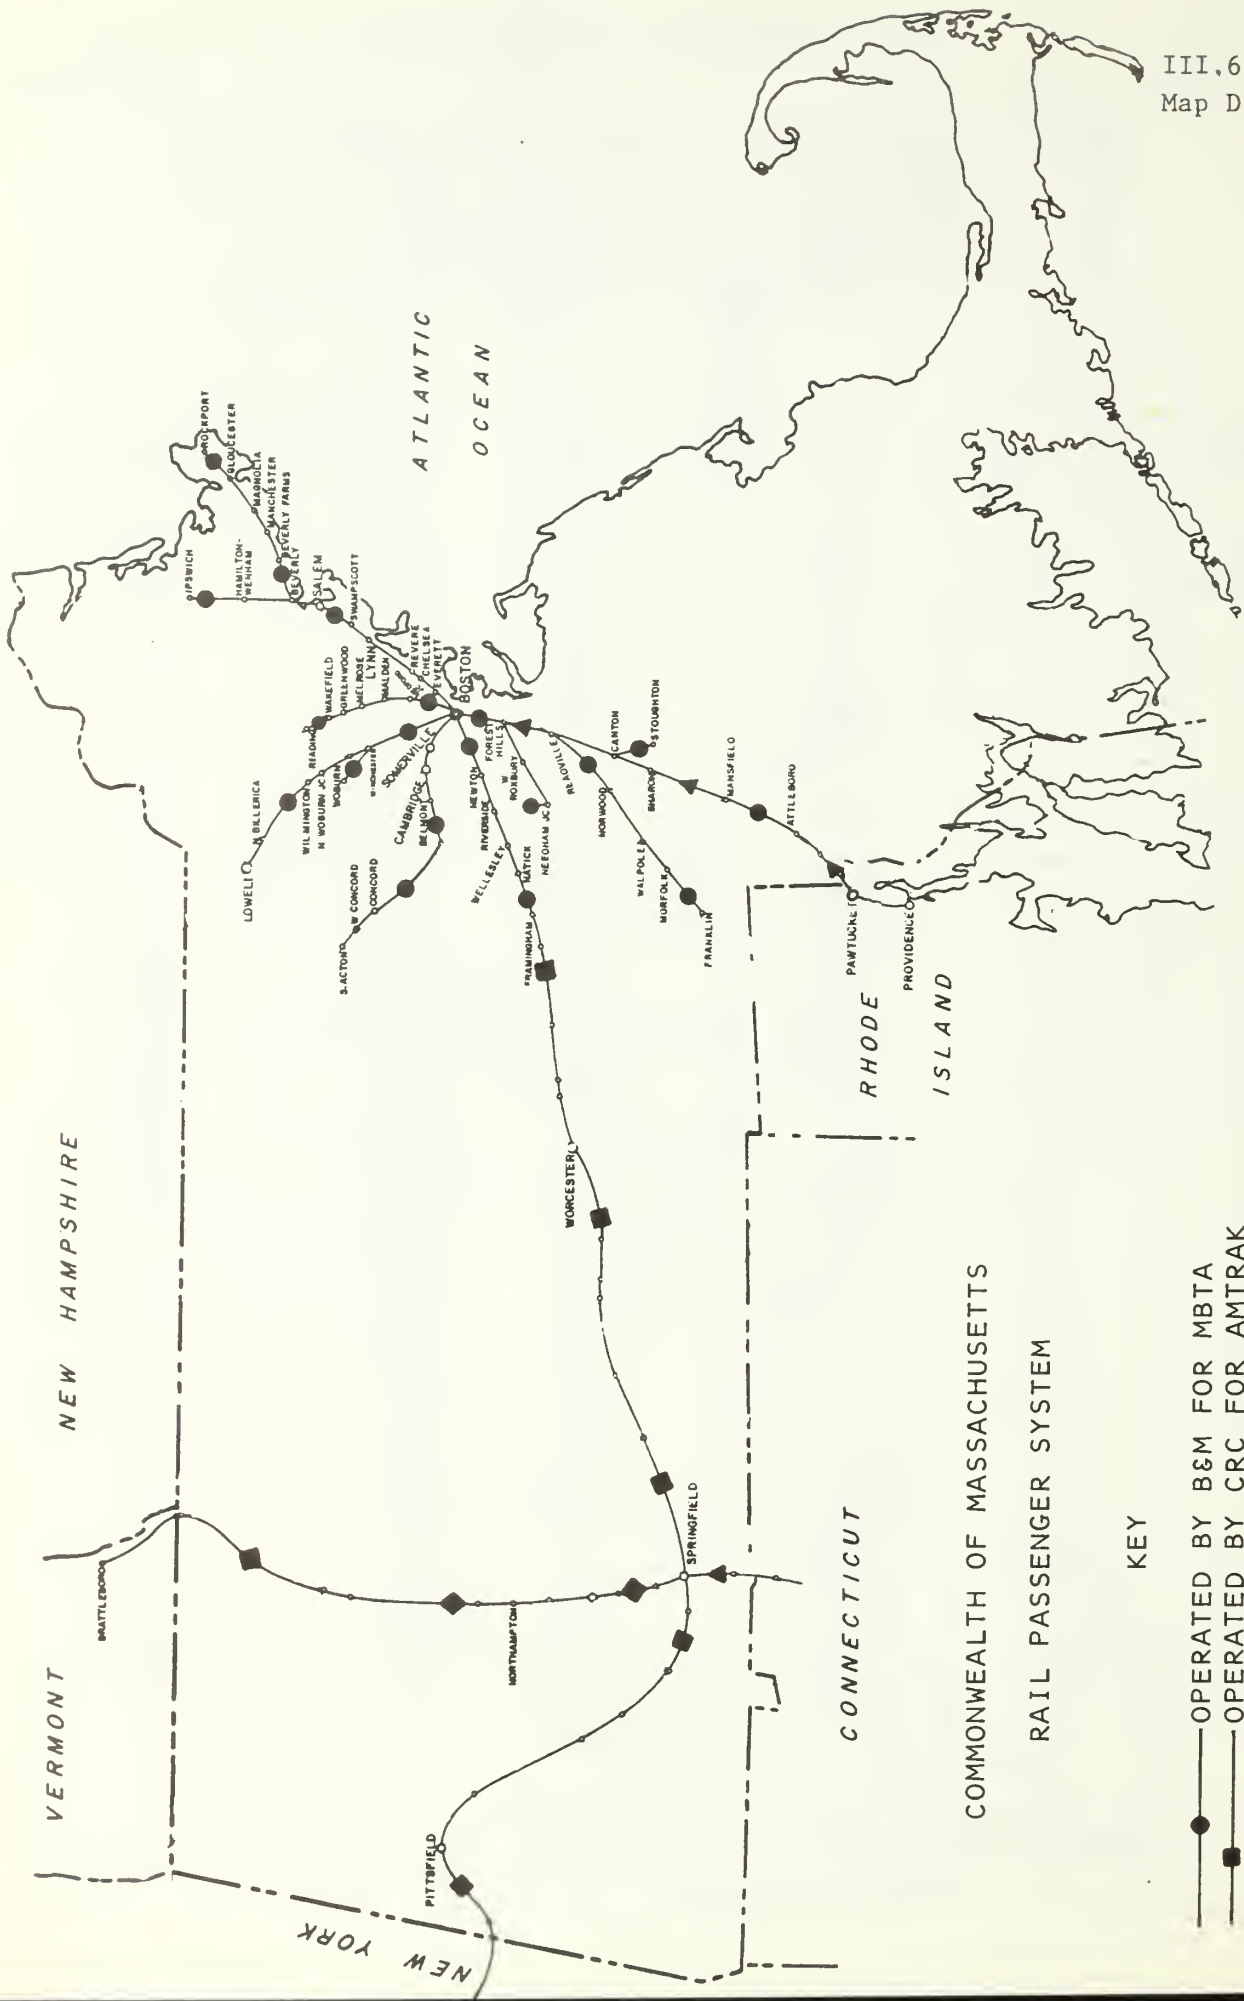 III.6
Map D
VERMONT
NEW HAMPSHIRE
NEW YORK
ATLANTIC
OCEAN
RHODE
ISLAND
CONNECTICUT
BRATTLEBORO
NORTHAMPTON
SPRINGFIELD
PITTSFIELD
WORCESTER
FRAMINGHAM
NATICK
WELLESLEY
RIVERSIDE
NEWTON
LOWELL
N BILLERICA
WILMINGTON
N WOBURN JC
WOBURN
WINCHESTER
READING
WAKEFIELD
GREENWOOD
MELROSE
MALDEN
S. ACTON
W CONCORD
CONCORD
BELMONT
CAMBRIDGE
SOMERVILLE
BOSTON
EVERETT
CHELSEA
REVERE
LYNN
SWAMPSCOTT
SALEM
BEVERLY
BEVERLY FARMS
MANCHESTER
MAGNOLIA
GLOUCESTER
ROCKPORT
HAMILTON-
WENHAM
IPSWICH
FOREST
HILLS
W
ROXBURY
NEEDHAM JC
READVILLE
NORWOOD
WALPOLE
NORFOLK
FRANKLIN
CANTON
STOUGHTON
SHARON
MANSFIELD
ATTLEBORO
PAWTUCKET
PROVIDENCE
COMMONWEALTH OF MASSACHUSETTS
RAIL PASSENGER SYSTEM
KEY
OPERATED BY B&M FOR MBTA
OPERATED BY CRC FOR AMTRAK